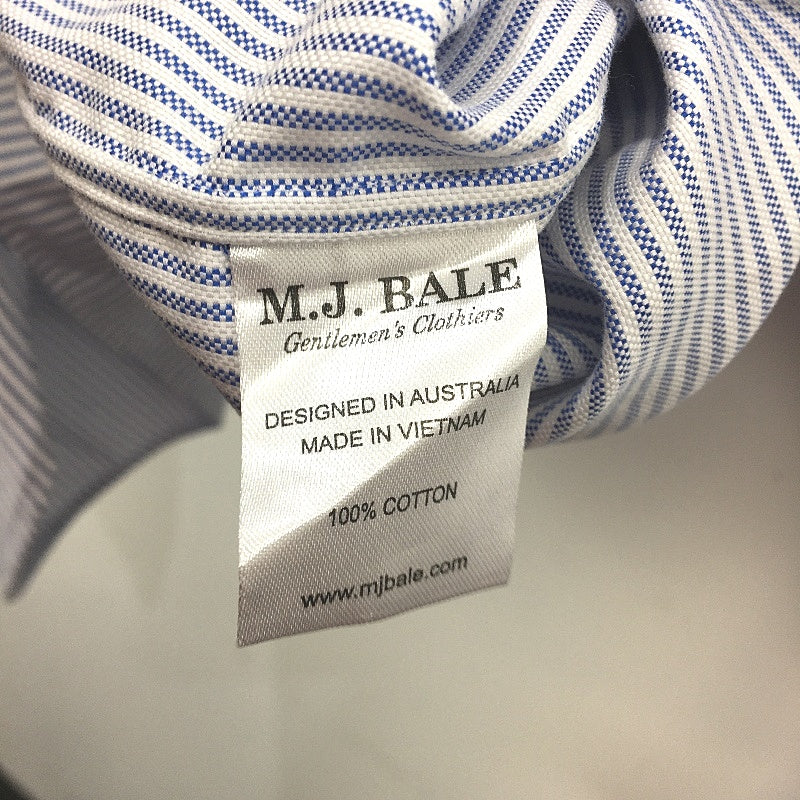 M.J. BALE
Gentlemen's Clothiers
DESIGNED IN AUSTRALIA
MADE IN VIETNAM
100% COTTON
www.mjbale.com